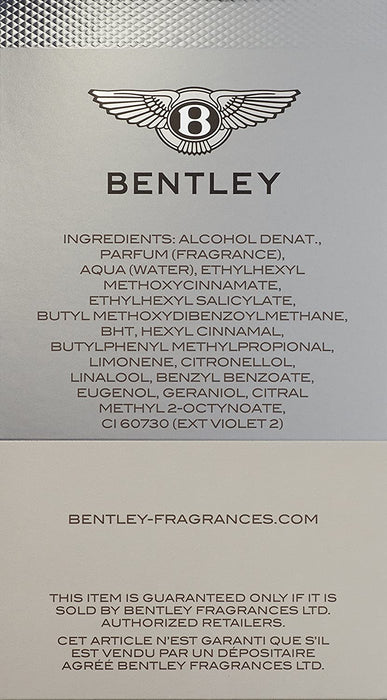 B
BENTLEY
INGREDIENTS: ALCOHOL DENAT.,
PARFUM (FRAGRANCE),
AQUA (WATER), ETHYLHEXYL
METHOXYCINNAMATE,
ETHYLHEXYL SALICYLATE,
BUTYL METHOXYDIBENZOYLMETHANE,
BHT, HEXYL CINNAMAL,
BUTYLPHENYL METHYLPROPIONAL,
LIMONENE, CITRONELLOL,
LINALOOL, BENZYL BENZOATE,
EUGENOL, GERANIOL, CITRAL
METHYL 2-OCTYNOATE,
CI 60730 (EXT VIOLET 2)
BENTLEY-FRAGRANCES.COM
THIS ITEM IS GUARANTEED ONLY IF IT IS
SOLD BY BENTLEY FRAGRANCES LTD.
AUTHORIZED RETAILERS.
CET ARTICLE N'EST GARANTI QUE S'IL
EST VENDU PAR UN DÉPOSITAIRE
AGRÉÉ BENTLEY FRAGRANCES LTD.